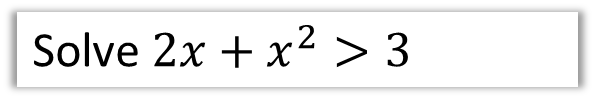 Solve 2x + x² > 3